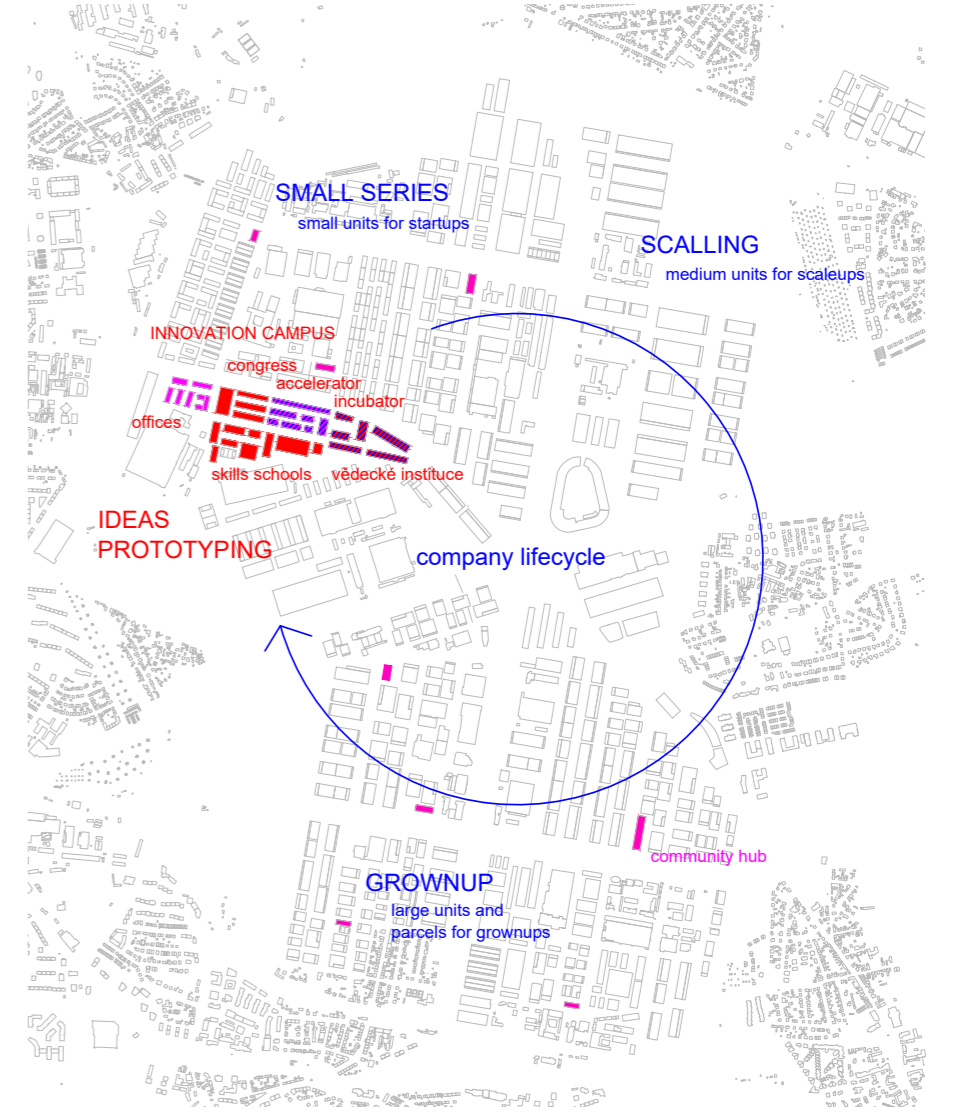 SMALL SERIES
small units for startups
SCALLING
medium units for scaleups
INNOVATION CAMPUS
congress
accelerator
incubator
offices
skills schools
vědecké instituce
IDEAS
PROTOTYPING
company lifecycle
community hub
GROWNUP
large units and
parcels for grownups